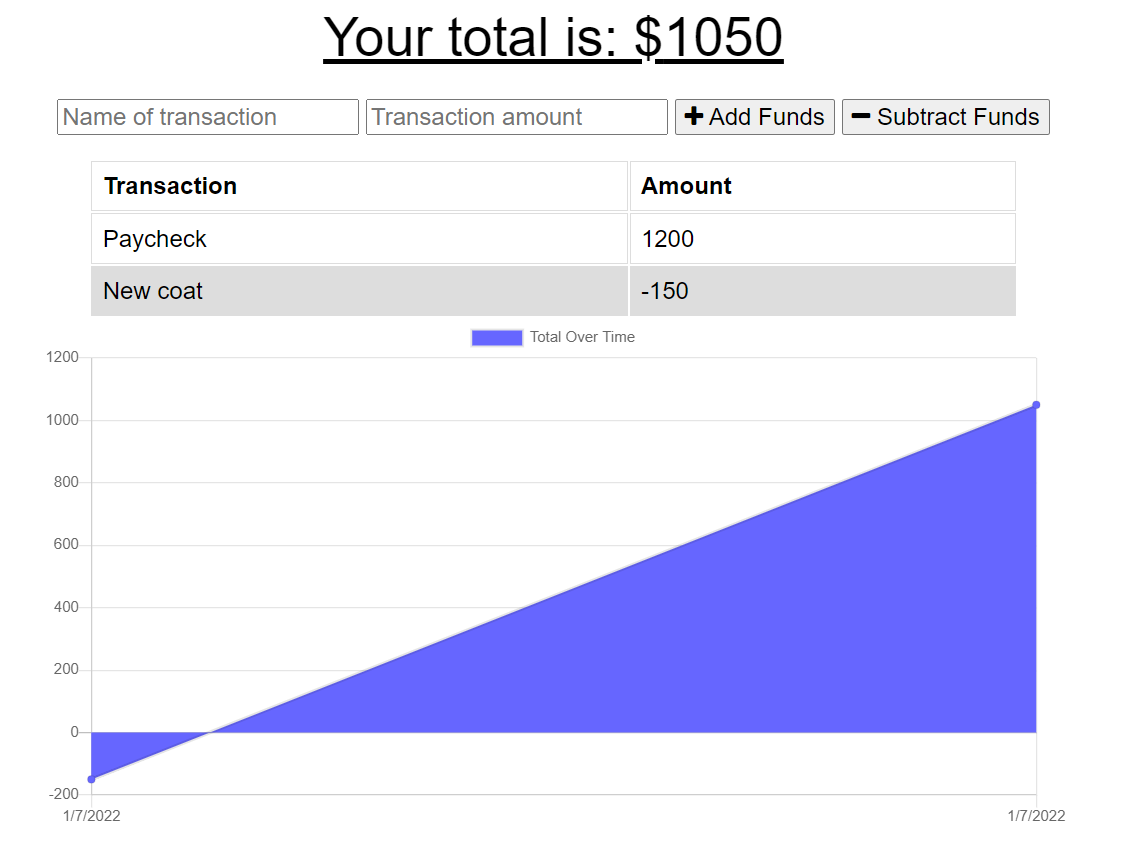 Your total is: $1050
Name of transaction Transaction amount + Add Funds − Subtract Funds
Transaction Amount
Paycheck 1200
New coat -150
Total Over Time
1200
1000
800
600
400
200
0
-200
1/7/2022 1/7/2022